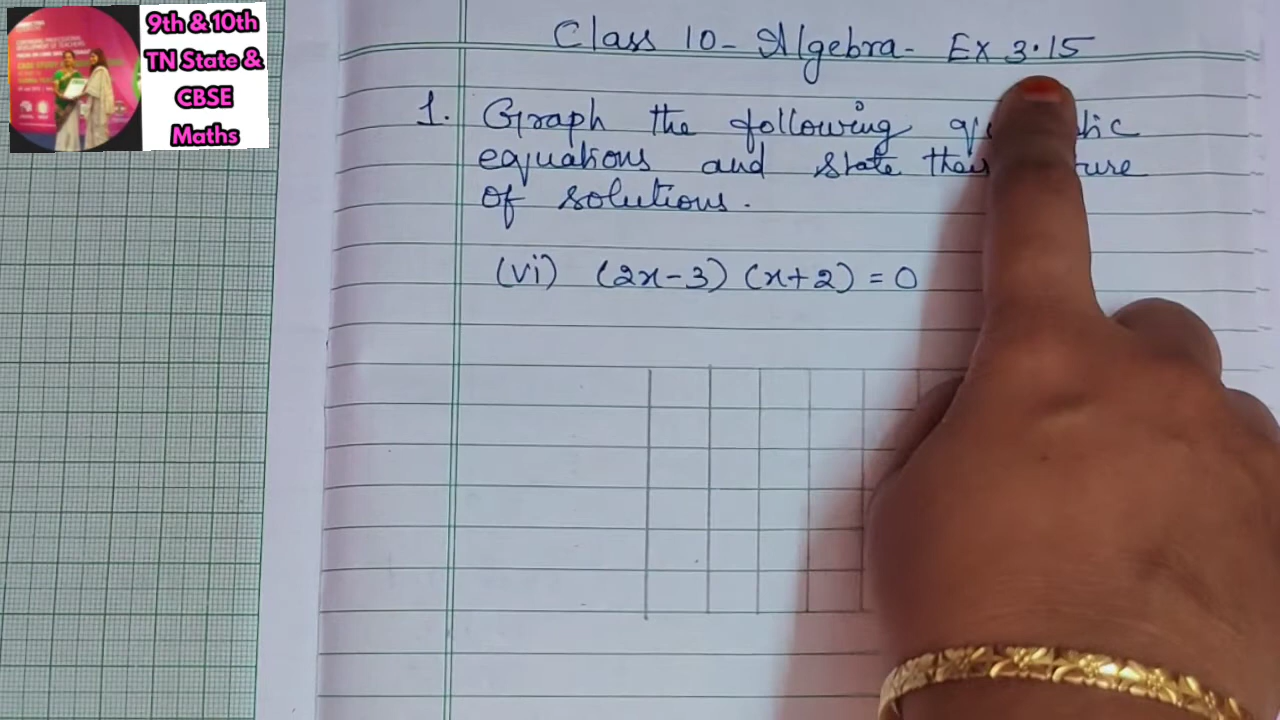 9th & 10th
TN State &
CBSE
Maths
Class 10 - Algebra - Ex 3.15
1. Graph the following
equations and state their
of solutions.
(vi) (2x-3) (x+2) = 0